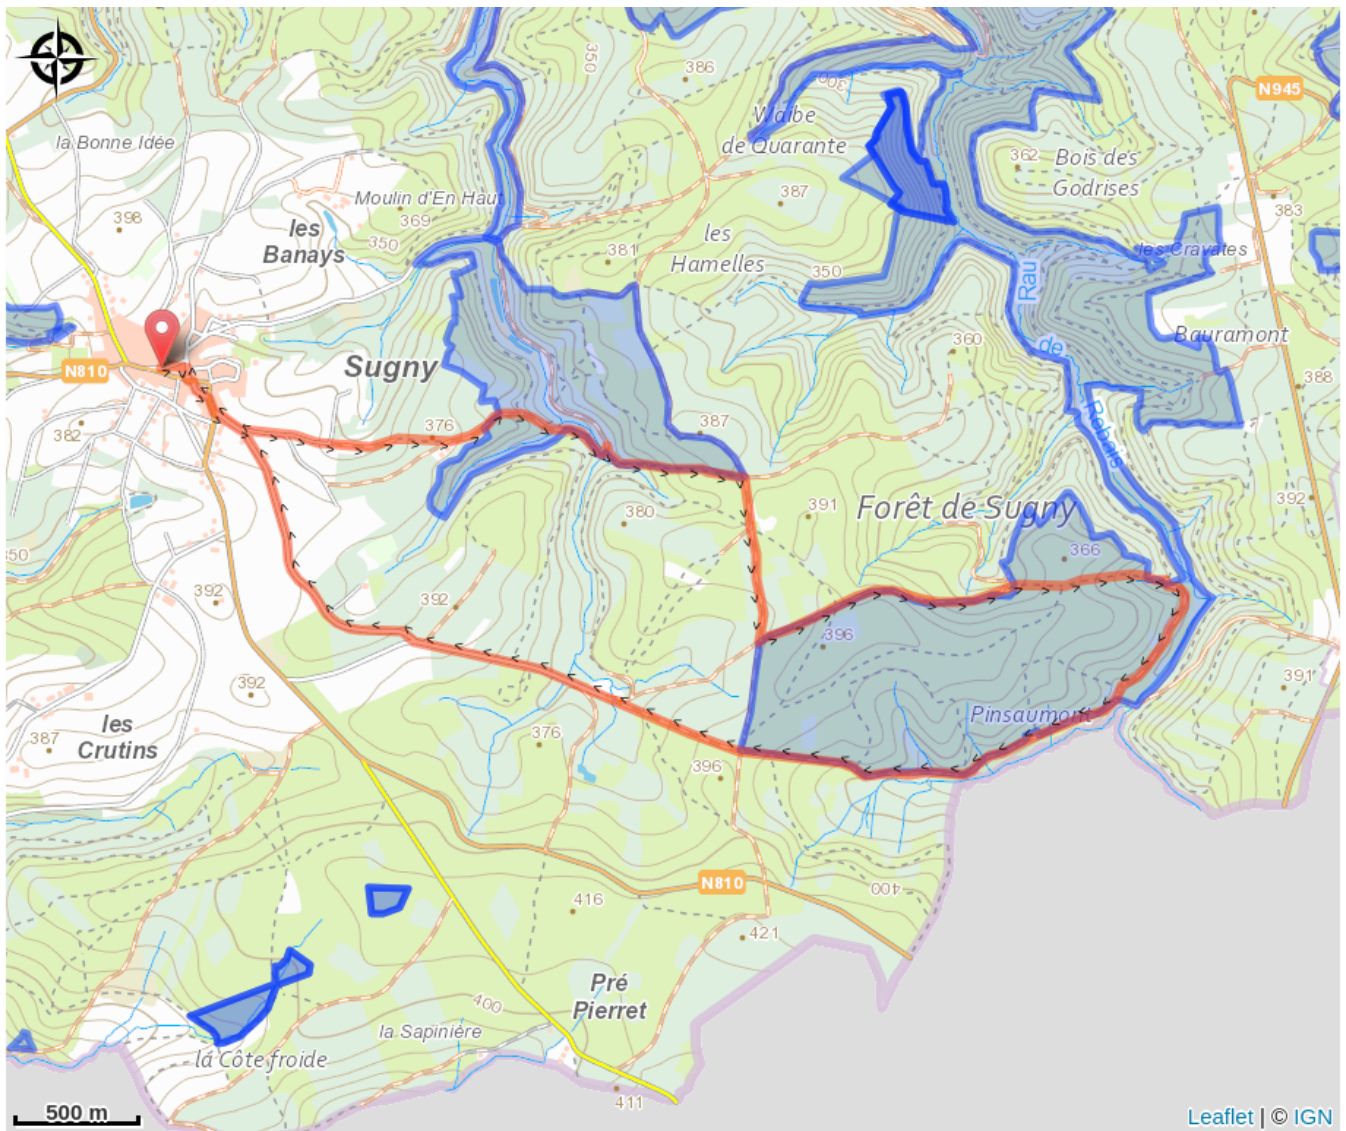 350
386
300
N945
Walbe
de Quarante
la Bonne Idée
362
Bois des
Godrises
387
Moulin d'En Haut
398
369
383
les
Banays
350
les
Hamelles
381
les Cravates
350
Rau
de
Rebais
Bauramont
360
N810
Sugny
388
376
387
382
391
Forêt de Sugny
392
380
350
366
392
392
396
391
392
Pinsaumont
les
Crutins
387
376
396
N810
400
416
421
Pré
Pierret
400
la Sapinière
la Côte froide
411
500 m
Leaflet | © IGN